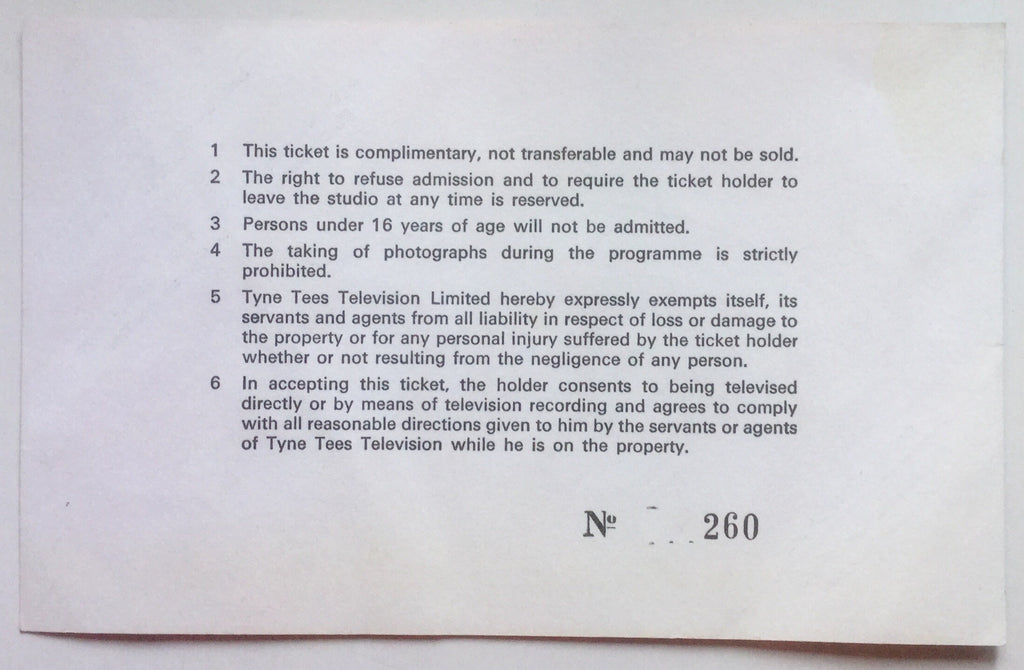 1 This ticket is complimentary, not transferable and may not be sold.
2 The right to refuse admission and to require the ticket holder to
leave the studio at any time is reserved.
3 Persons under 16 years of age will not be admitted.
4 The taking of photographs during the programme is strictly
prohibited.
5 Tyne Tees Television Limited hereby expressly exempts itself, its
servants and agents from all liability in respect of loss or damage to
the property or for any personal injury suffered by the ticket holder
whether or not resulting from the negligence of any person.
6 In accepting this ticket, the holder consents to being televised
directly or by means of television recording and agrees to comply
with all reasonable directions given to him by the servants or agents
of Tyne Tees Television while he is on the property.
Nº 260